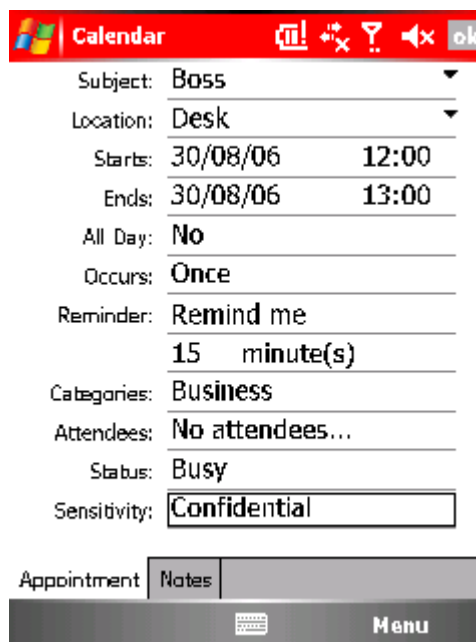 Calendar ok
Subject: Boss
Location: Desk
Starts: 30/08/06 12:00
Ends: 30/08/06 13:00
All Day: No
Occurs: Once
Reminder: Remind me
15 minute(s)
Categories: Business
Attendees: No attendees...
Status: Busy
Sensitivity: Confidential
Appointment Notes
Menu